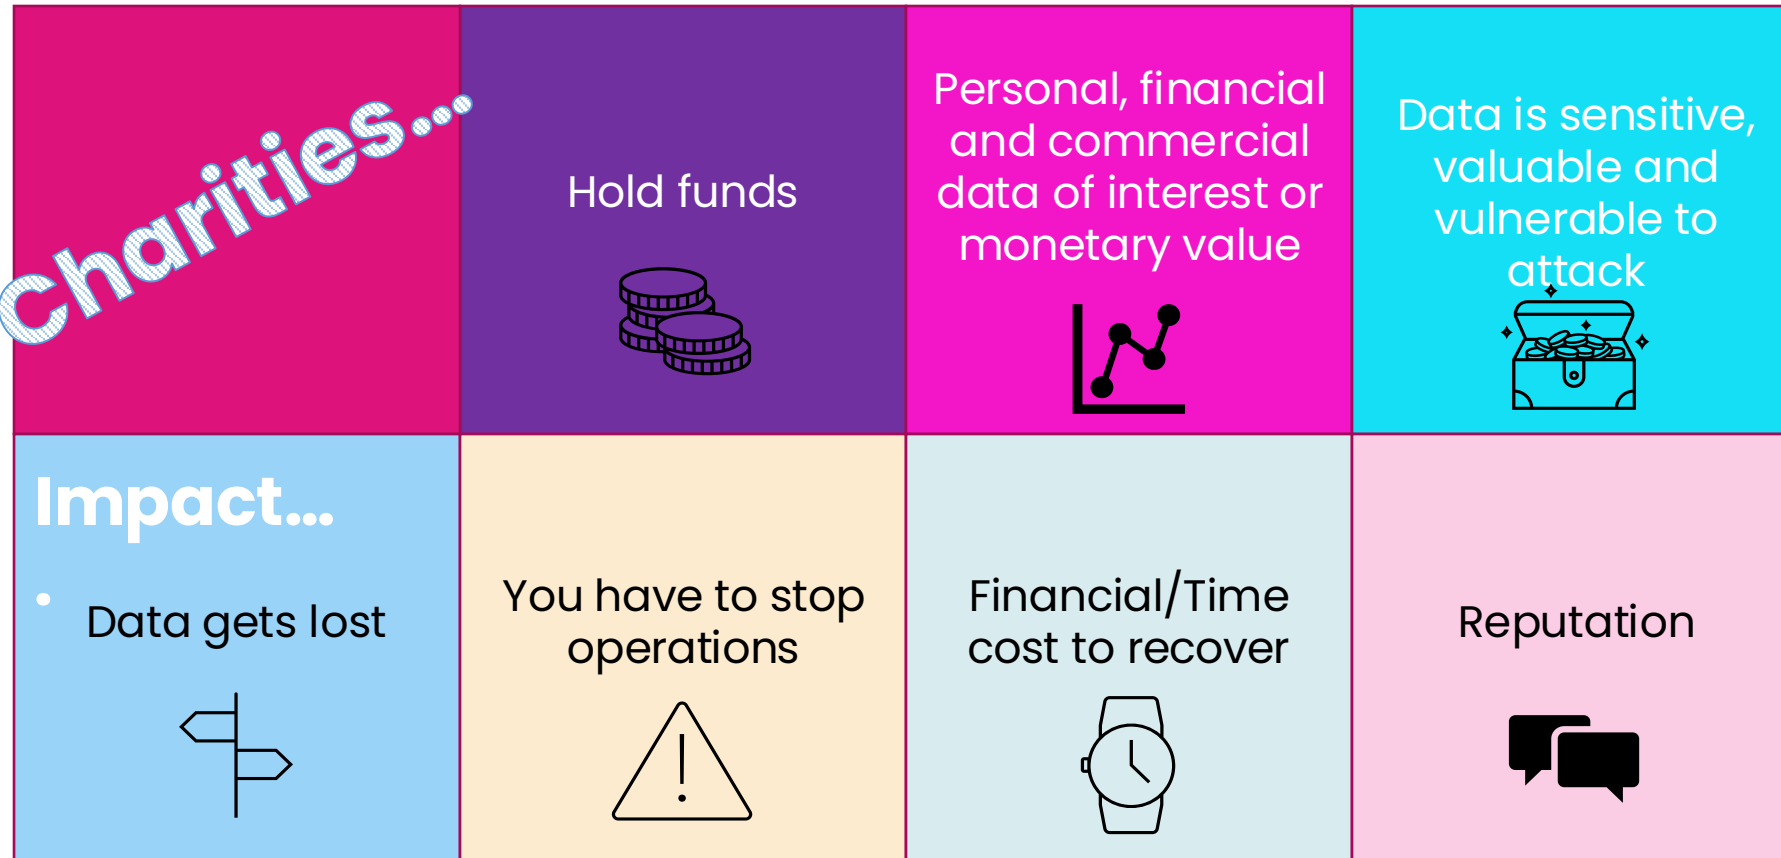 Charities...
Hold funds
Personal, financial
and commercial
data of interest or
monetary value
Data is sensitive,
valuable and
vulnerable to
attack
Impact...
• Data gets lost
You have to stop
operations
Financial/Time
cost to recover
Reputation